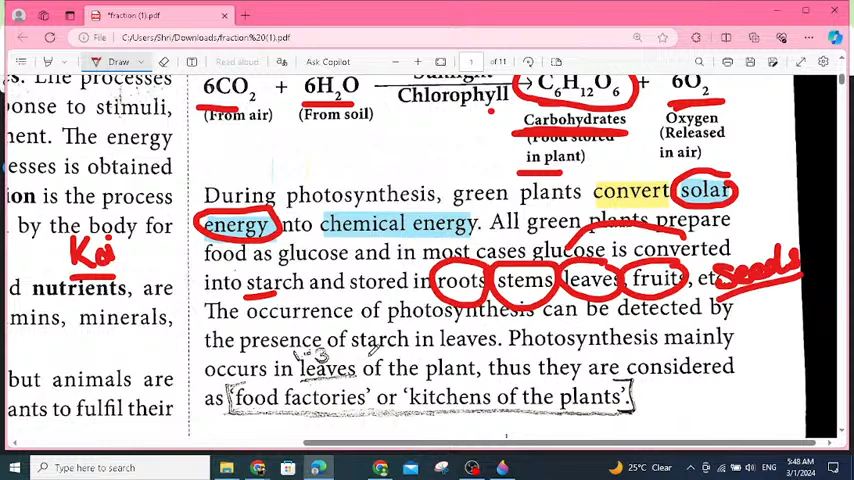 *fraction (1).pdf
C:/Users/Shri/Downloads/fraction%20(1).pdf
Draw
Read aloud
Ask Copilot
1 of 11
es. Life processes
ponse to stimuli,
ment. The energy
esses is obtained
ion is the process
by the body for
Kai
d nutrients, are
mins, minerals,
but animals are
ants to fulfil their
6CO2 + 6H2O Sunlight Chlorophyll → C6H12O6 + 6O2
(From air) (From soil) Carbohydrates Oxygen
(Food stored (Released
in plant) in air)
During photosynthesis, green plants convert solar
energy into chemical energy. All green plants prepare
food as glucose and in most cases glucose is converted
into starch and stored in roots, stems, leaves, fruits, etc.
seeds
The occurrence of photosynthesis can be detected by
the presence of starch in leaves. Photosynthesis mainly
occurs in leaves of the plant, thus they are considered
as 'food factories' or 'kitchens of the plants'.
Type here to search
25°C Clear
ENG
5:48 AM
3/1/2024